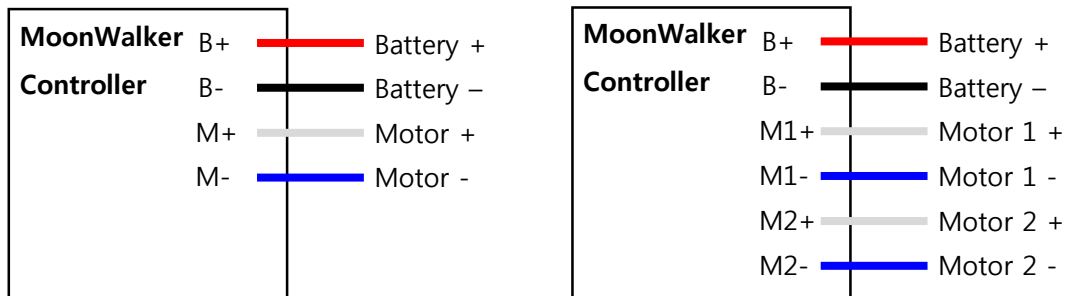 MoonWalker B+ Battery +
Controller B- Battery –
M+ Motor +
M- Motor -
MoonWalker B+ Battery +
Controller B- Battery –
M1+ Motor 1 +
M1- Motor 1 -
M2+ Motor 2 +
M2- Motor 2 -